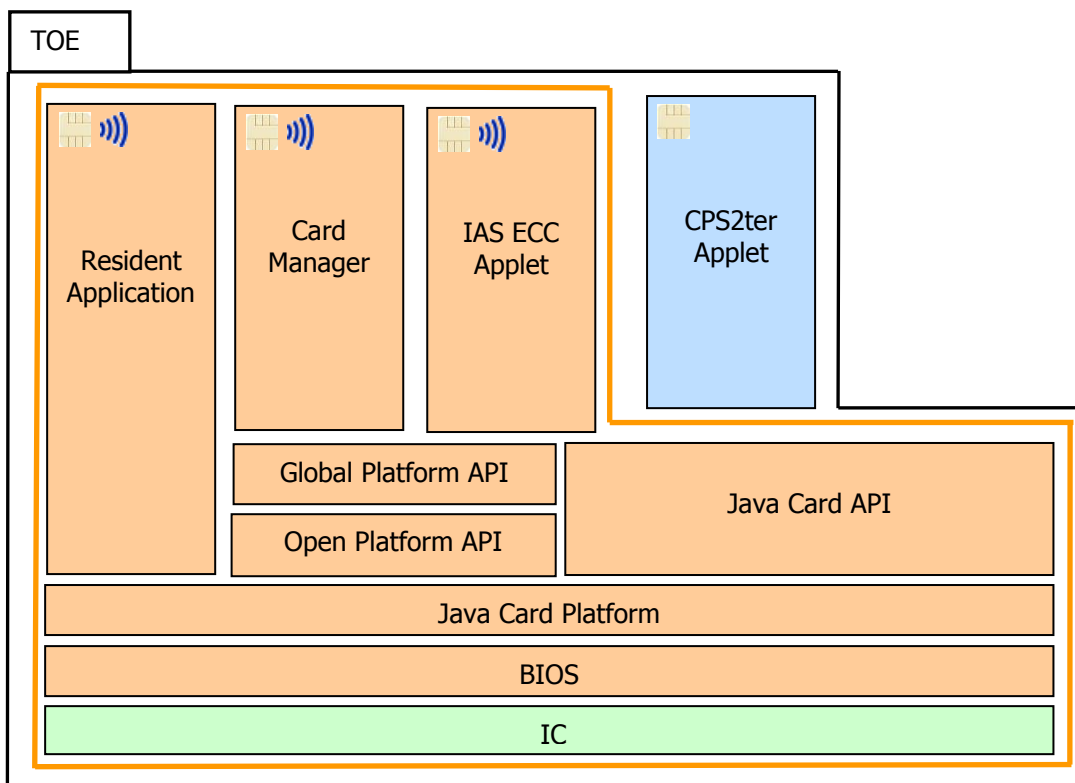 TOE
Resident
Application
Card
Manager
IAS ECC
Applet
CPS2ter
Applet
Global Platform API
Java Card API
Open Platform API
Java Card Platform
BIOS
IC